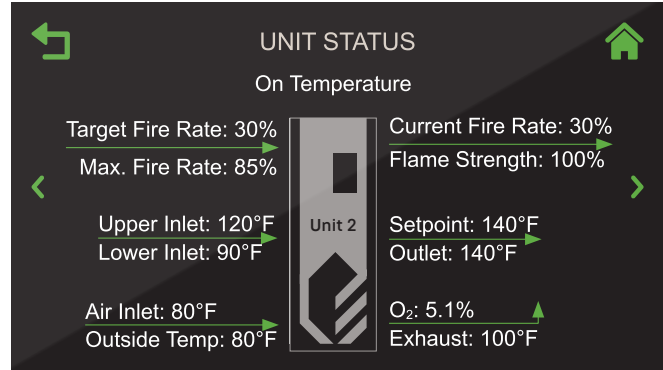 UNIT STATUS
On Temperature
Target Fire Rate: 30%
Max. Fire Rate: 85%
Current Fire Rate: 30%
Flame Strength: 100%
Upper Inlet: 120°F
Lower Inlet: 90°F
Unit 2
Setpoint: 140°F
Outlet: 140°F
Air Inlet: 80°F
Outside Temp: 80°F
O₂: 5.1%
Exhaust: 100°F